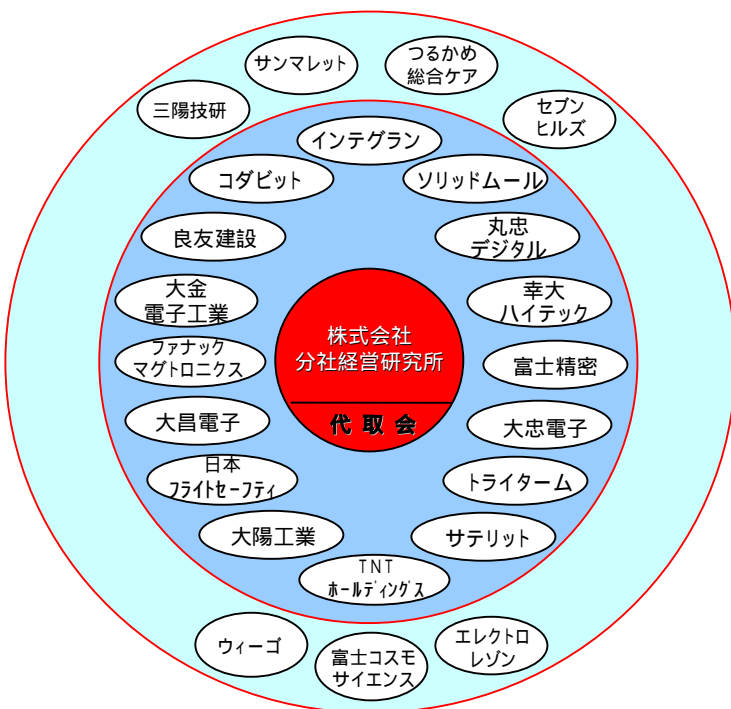 サンマレット
つるかめ
総合ケア
三陽技研
セブン
ヒルズ
インテグラン
コダビット
ソリッドムール
良友建設
丸忠
デジタル
大金
電子工業
幸大
ハイテック
株式会社
分社経営研究所
代取会
ファナック
マグトロニクス
富士精密
大昌電子
大忠電子
日本
フライトセーフティ
トライターム
大陽工業
サテリット
TNT
ホールディングス
ウィーゴ
富士コスモ
サイエンス
エレクトロ
レゾン